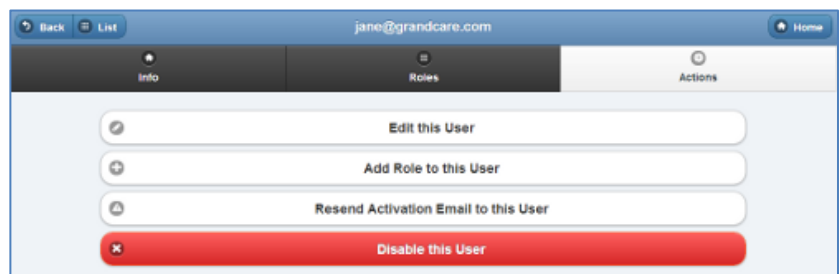 Back List jane@grandcare.com Home
Info Roles Actions
Edit this User
Add Role to this User
Resend Activation Email to this User
Disable this User